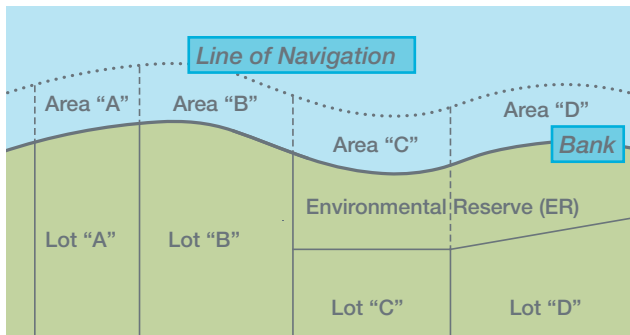 Line of Navigation
Area “A”
Area “B”
Area “C”
Area “D”
Bank
Environmental Reserve (ER)
Lot “A”
Lot “B”
Lot “C”
Lot “D”